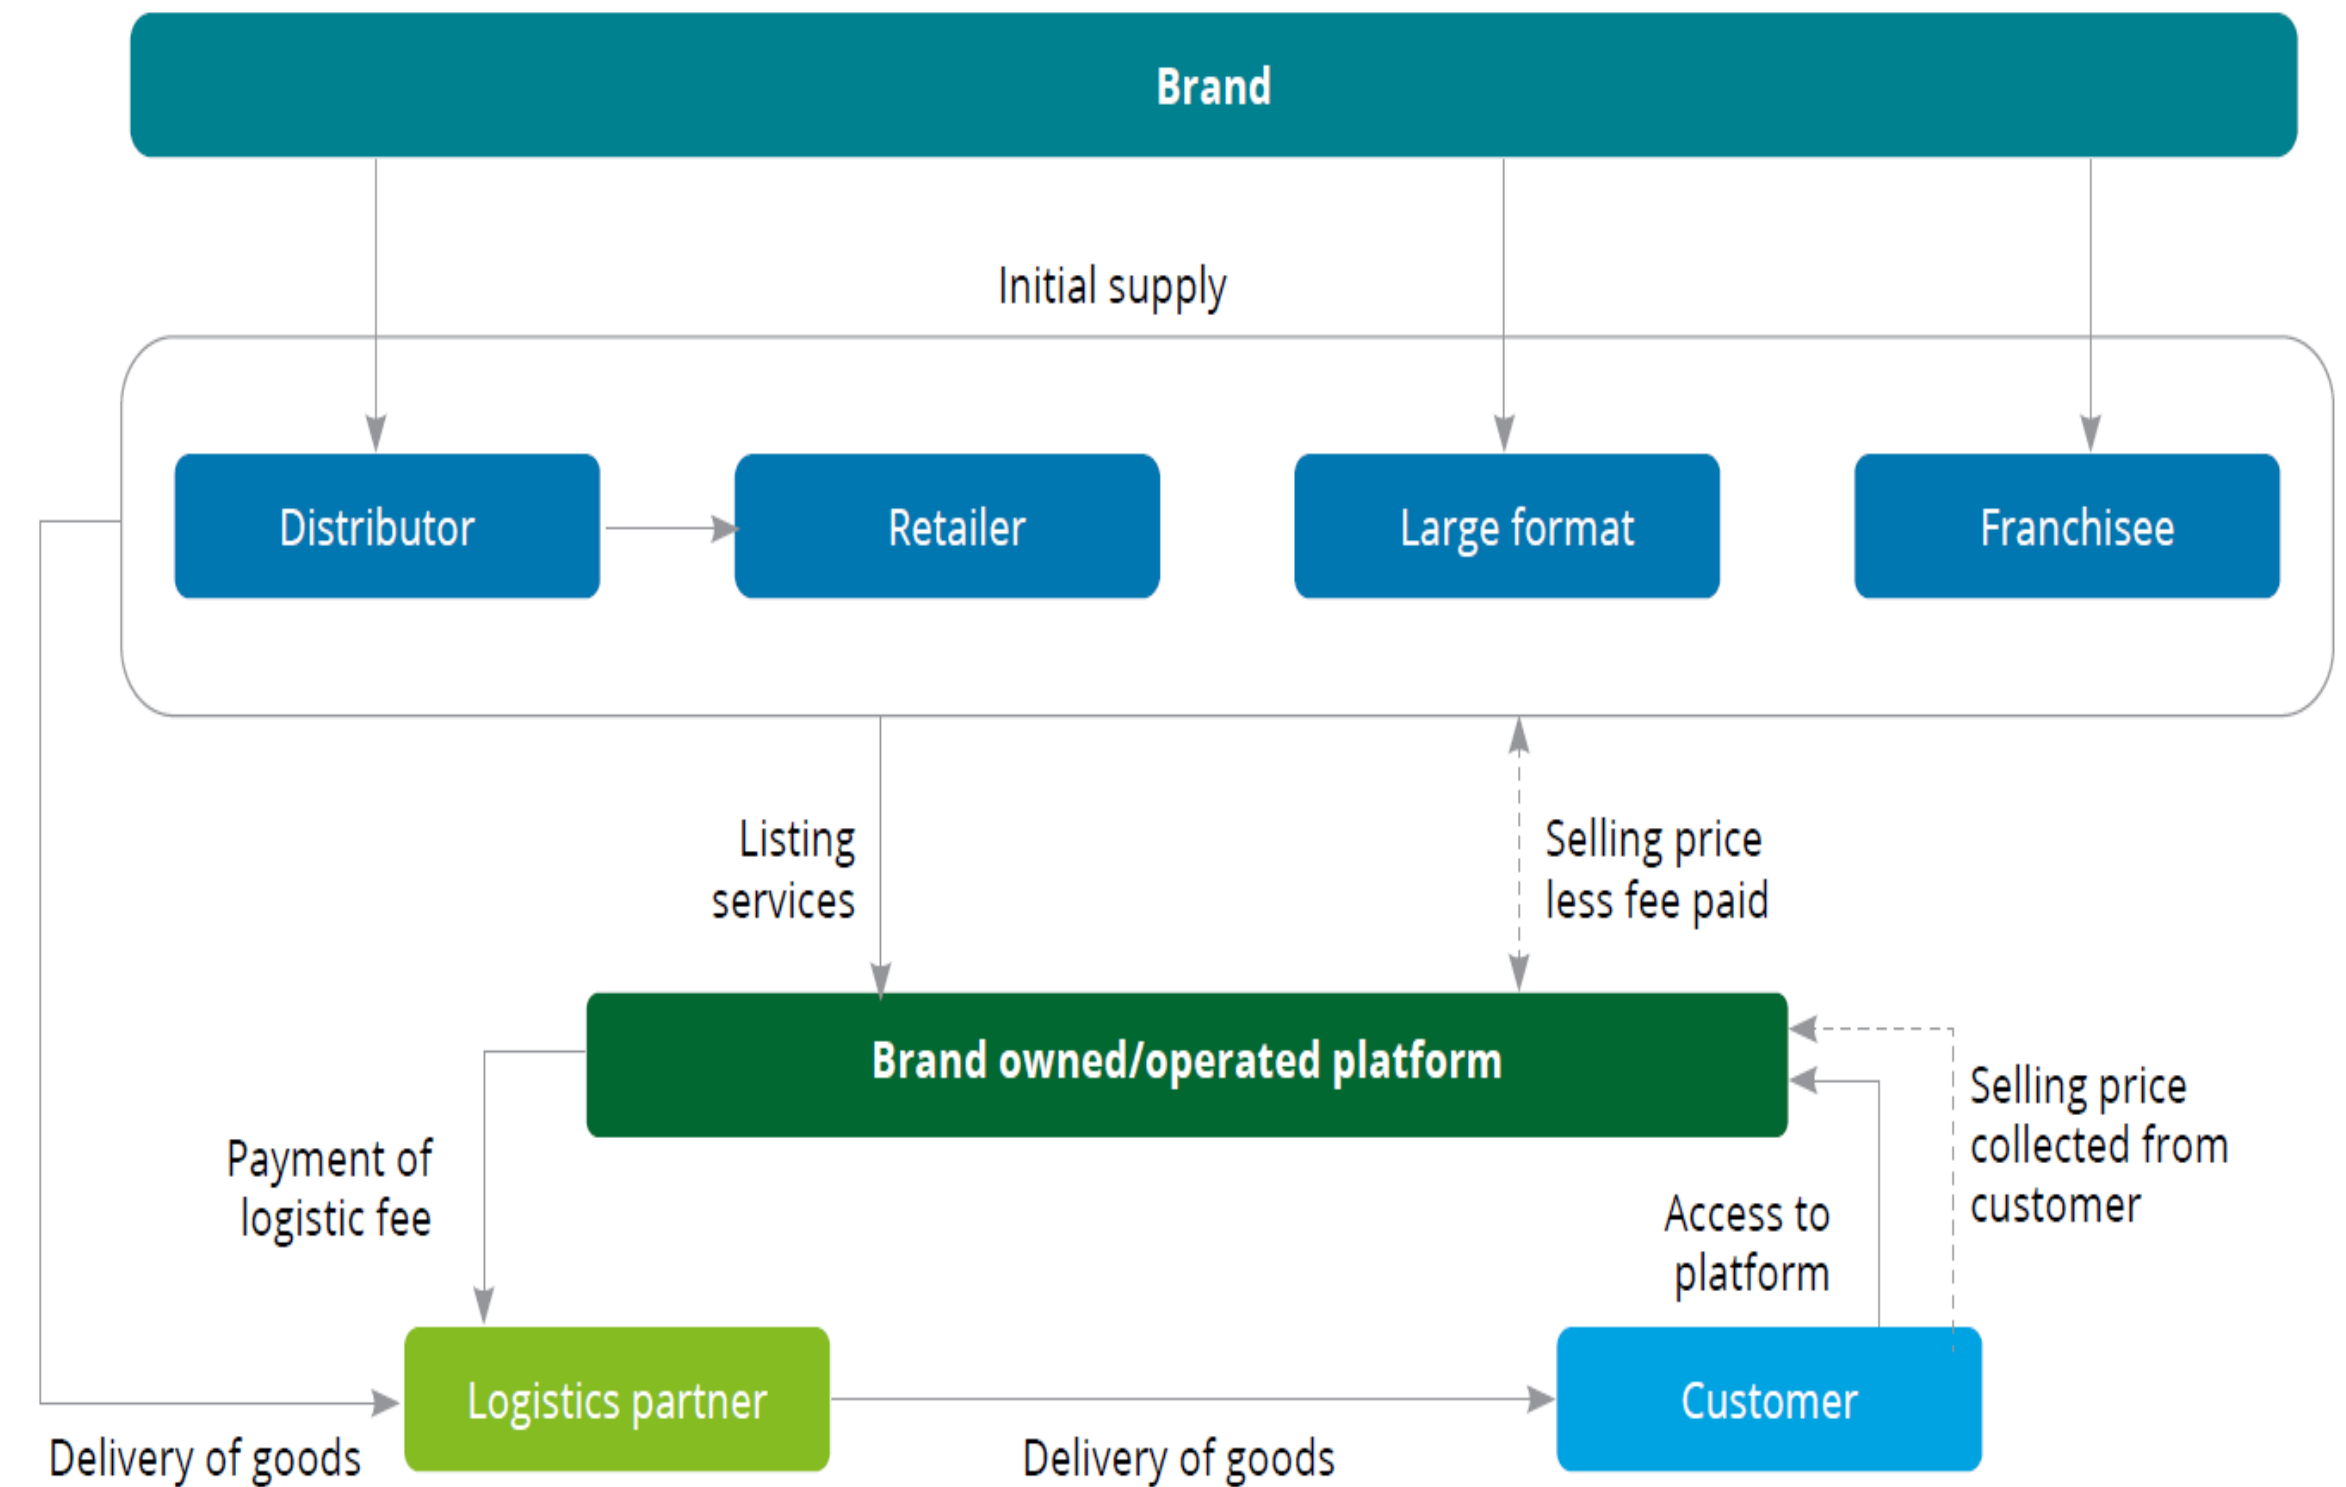 Brand
Initial supply
Distributor
Retailer
Large format
Franchisee
Listing
services
Selling price
less fee paid
Brand owned/operated platform
Selling price
collected from
customer
Payment of
logistic fee
Access to
platform
Logistics partner
Customer
Delivery of goods
Delivery of goods